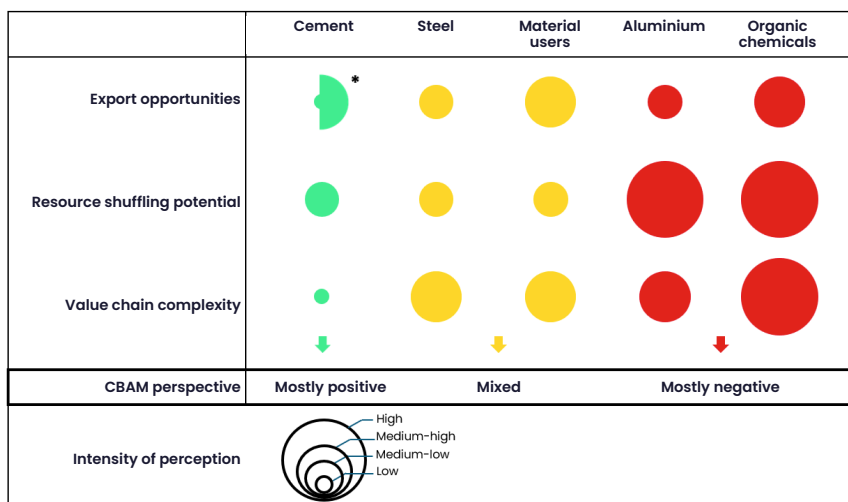 Cement
Steel
Material
users
Aluminium
Organic
chemicals
Export opportunities
*
Resource shuffling potential
Value chain complexity
CBAM perspective
Mostly positive
Mixed
Mostly negative
Intensity of perception
High
Medium-high
Medium-low
Low